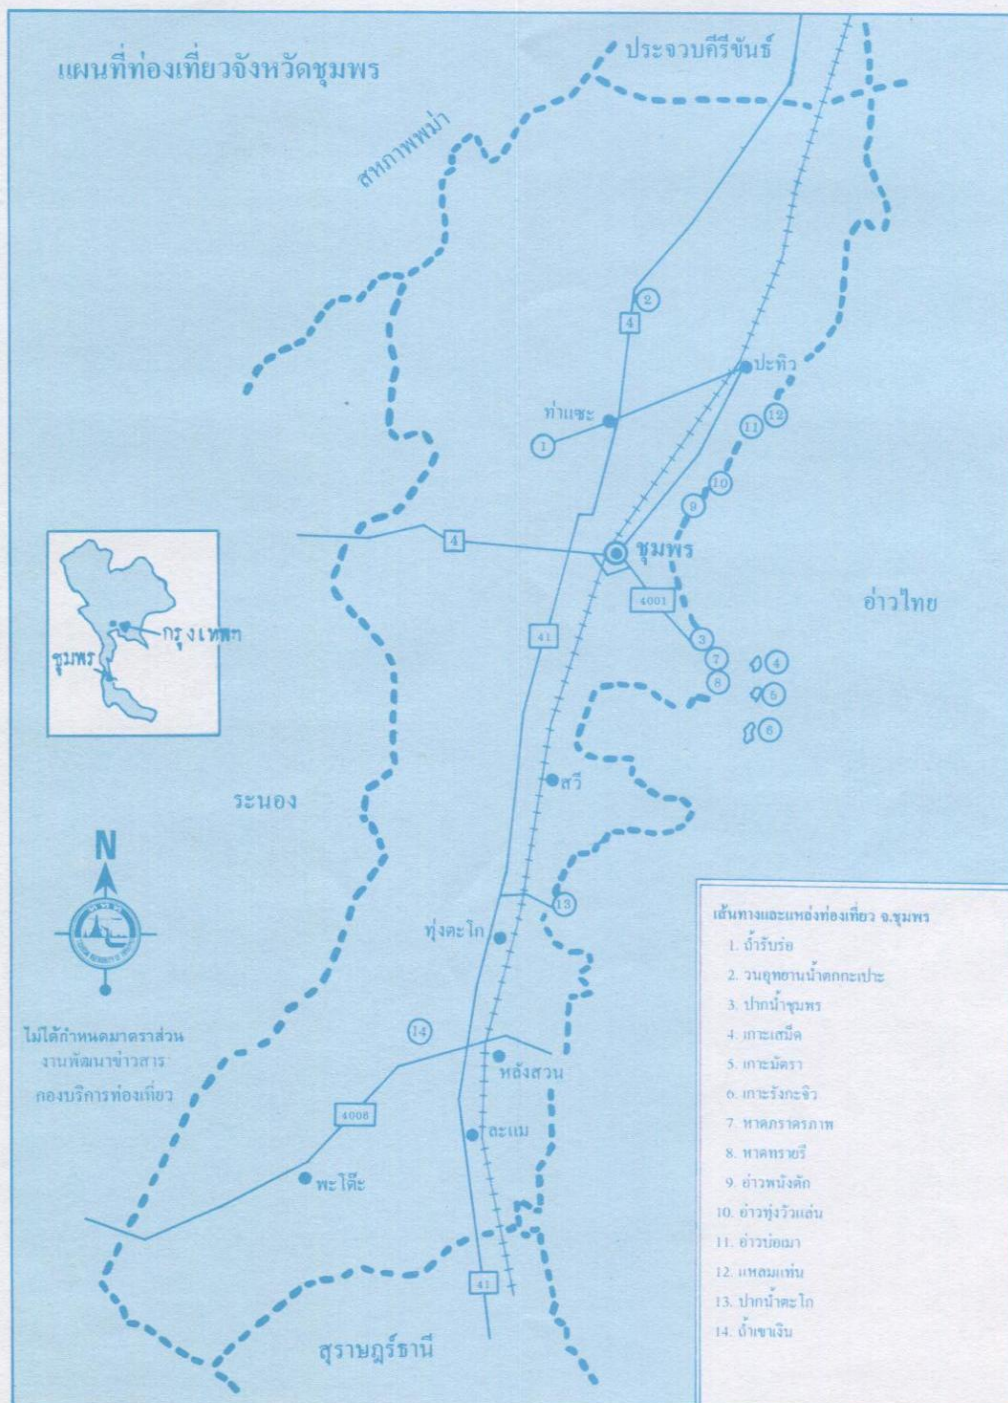 แผนที่ท่องเที่ยวจังหวัดชุมพร
ประจวบคีรีขันธ์
สหภาพพม่า
2
4
ปะทิว
ท่าแซะ
12
11
1
10
9
4
ชุมพร
4001
อ่าวไทย
41
3
7
4
8
5
6
กรุงเทพฯ
ชุมพร
สวี
ระนอง
N
13
ทุ่งตะโก
14
หลังสวน
4008
ละแม
พะโต๊ะ
41
สุราษฎร์ธานี
ไม่ได้กำหนดมาตราส่วน
งานพัฒนาข่าวสาร
กองบริการท่องเที่ยว
เส้นทางและแหล่งท่องเที่ยว จ.ชุมพร
1. ถ้ำรับร่อ
2. วนอุทยานน้ำตกกะเปาะ
3. ปากน้ำชุมพร
4. เกาะเสม็ด
5. เกาะมัตรา
6. เกาะรังกะจิว
7. หาดภราดรภาพ
8. หาดทรายรี
9. อ่าวพนังตัก
10. อ่าวทุ่งวัวแล่น
11. อ่าวบ่อเมา
12. แหลมแท่น
13. ปากน้ำตะโก
14. ถ้ำเขาเงิน